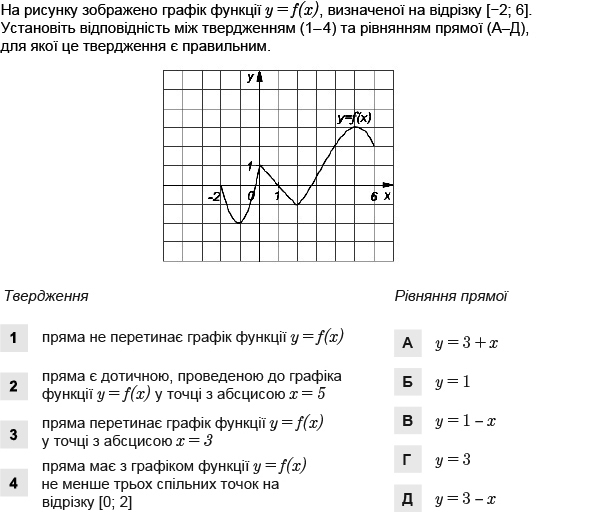 На рисунку зображено графік функції y = f(x), визначеної на відрізку [−2; 6].
Установіть відповідність між твердженням (1–4) та рівнянням прямої (А–Д),
для якої це твердження є правильним.
y
y=f(x)
1
-2 0 1 6 x
Твердження Рівняння прямої
1 пряма не перетинає графік функції y = f(x)
А y = 3 + x
2 пряма є дотичною, проведеною до графіка
функції y = f(x) у точці з абсцисою x = 5
Б y = 1
3 пряма перетинає графік функції y = f(x)
у точці з абсцисою x = 3
В y = 1 – x
4 пряма має з графіком функції y = f(x)
не менше трьох спільних точок на
відрізку [0; 2]
Г y = 3
Д y = 3 – x